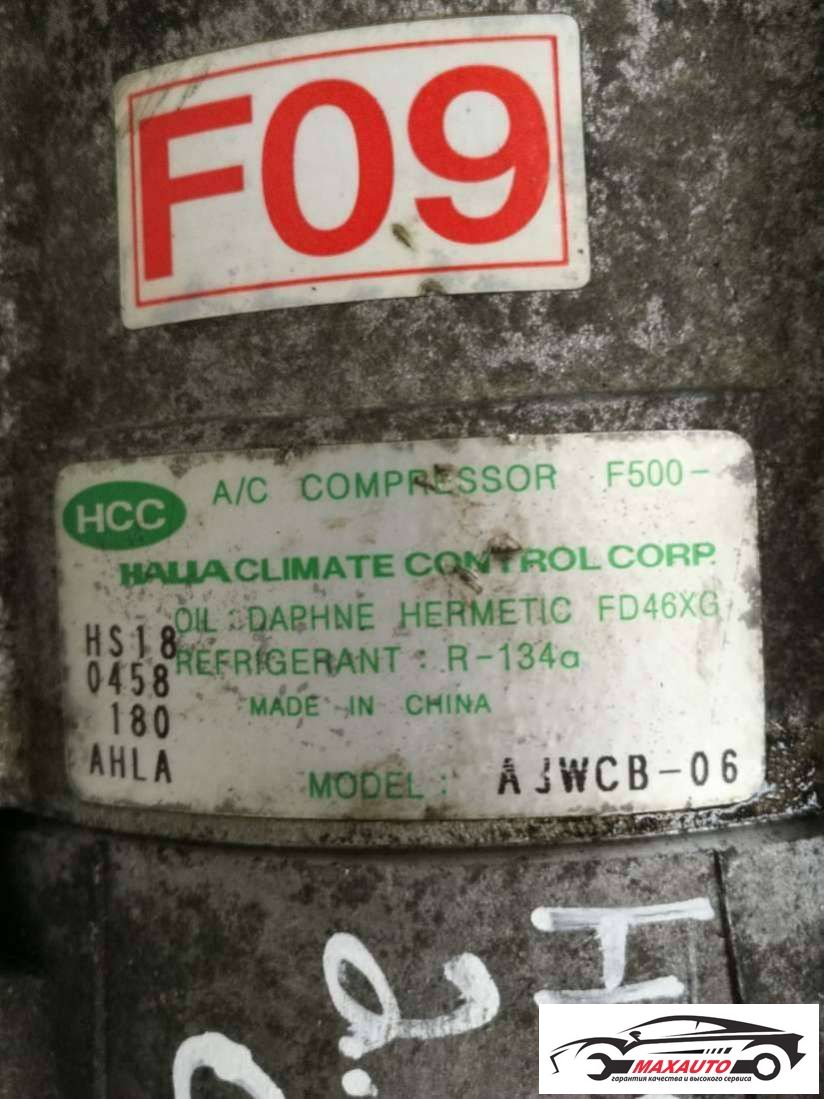 F09
HCC
A/C COMPRESSOR F500-
HALLA CLIMATE CONTROL CORP.
OIL : DAPHNE HERMETIC FD46XG
REFRIGERANT : R-134a
MADE IN CHINA
HS18
0458
180
AHLA
MODEL : AJWCB-06
H
2.
MAXAUTO
гарантия качества и высокого сервиса